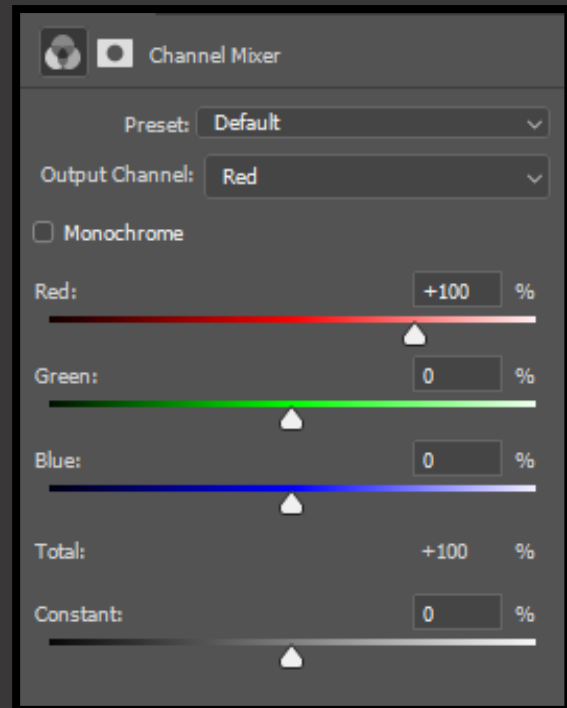 Channel Mixer
Preset: Default
Output Channel: Red
Monochrome
Red: +100 %
Green: 0 %
Blue: 0 %
Total: +100 %
Constant: 0 %